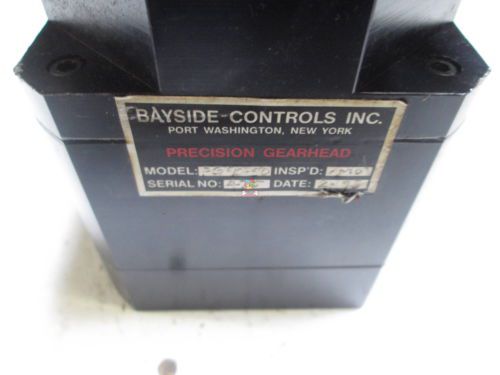 BAYSIDE CONTROLS INC.
PORT WASHINGTON, NEW YORK
PRECISION GEARHEAD
MODEL: INSP'D:
SERIAL NO: DATE: